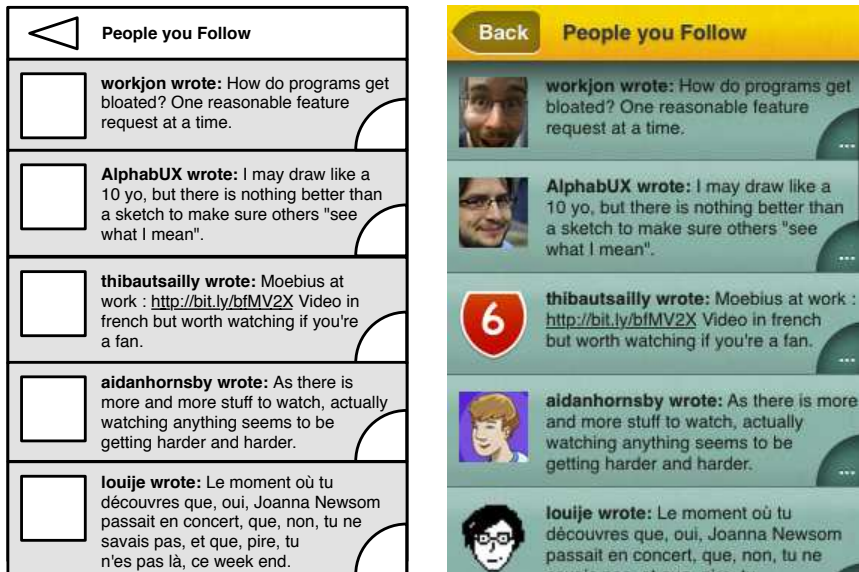 People you Follow
workjon wrote: How do programs get
bloated? One reasonable feature
request at a time.
AlphabUX wrote: I may draw like a
10 yo, but there is nothing better than
a sketch to make sure others "see
what I mean".
thibautsailly wrote: Moebius at
work : http://bit.ly/bfMV2X Video in
french but worth watching if you're
a fan.
aidanhornsby wrote: As there is
more and more stuff to watch, actually
watching anything seems to be
getting harder and harder.
louije wrote: Le moment où tu
découvres que, oui, Joanna Newsom
passait en concert, que, non, tu ne
savais pas, et que, pire, tu
n'es pas là, ce week end.
Back People you Follow
workjon wrote: How do programs get
bloated? One reasonable feature
request at a time.
...
AlphabUX wrote: I may draw like a
10 yo, but there is nothing better than
a sketch to make sure others "see
what I mean".
...
6
thibautsailly wrote: Moebius at work :
http://bit.ly/bfMV2X Video in french
but worth watching if you're a fan.
...
aidanhornsby wrote: As there is more
and more stuff to watch, actually
watching anything seems to be
getting harder and harder.
...
louije wrote: Le moment où tu
découvres que, oui, Joanna Newsom
passait en concert, que, non, tu ne